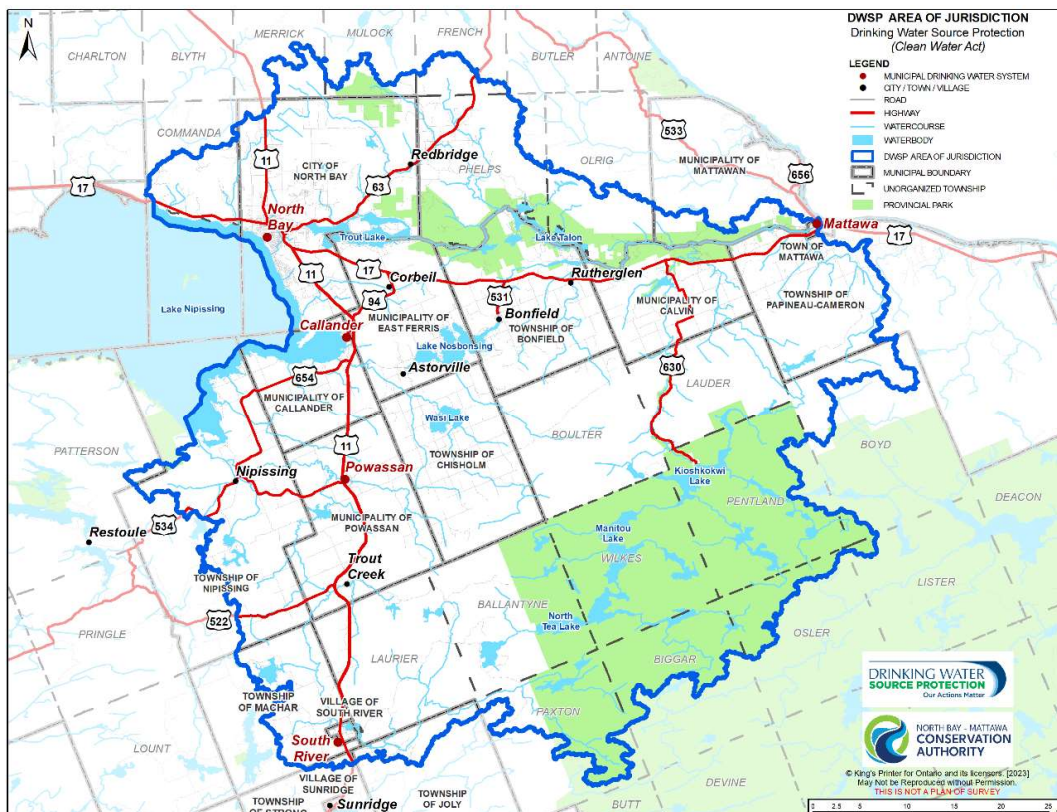 DWSP AREA OF JURISDICTION
Drinking Water Source Protection
(Clean Water Act)
LEGEND
MUNICIPAL DRINKING WATER SYSTEM
CITY / TOWN / VILLAGE
ROAD
HIGHWAY
WATERCOURSE
WATERBODY
DWSP AREA OF JURISDICTION
MUNICIPAL BOUNDARY
UNORGANIZED TOWNSHIP
PROVINCIAL PARK
N
CHARLTON
BLYTH
MERRICK
MULOCK
FRENCH
BUTLER
ANTOINE
COMMANDA
11
CITY OF
NORTH BAY
Redbridge
63
PHELPS
OLRIG
533
MUNICIPALITY OF
MATTAWAN
656
17
North
Bay
Trout Lake
Lake Talon
Mattawa
17
TOWN OF
MATTAWA
11
17
Corbeil
94
Rutherglen
531
Bonfield
TOWNSHIP OF
BONFIELD
MUNICIPALITY OF
CALVIN
TOWNSHIP OF
PAPINEAU-CAMERON
Lake Nipissing
Callander
MUNICIPALITY OF
EAST FERRIS
Lake Nosbonsing
Astorville
630
LAUDER
654
MUNICIPALITY OF
CALLANDER
Wasi Lake
BOULTER
BOYD
PATTERSON
11
TOWNSHIP OF
CHISHOLM
Nipissing
Powassan
Kioshkokwi
Lake
PENTLAND
DEACON
Restoule
534
MUNICIPALITY OF
POWASSAN
Manitou
Lake
WILKES
Trout
Creek
TOWNSHIP OF
NIPISSING
BALLANTYNE
LISTER
522
PRINGLE
North
Tea Lake
OSLER
LAURIER
BIGGAR
TOWNSHIP
OF MACHAR
VILLAGE OF
SOUTH RIVER
PAXTON
LOUNT
South
River
VILLAGE OF
SUNRIDGE
Sunridge
TOWNSHIP
OF JOLY
TOWNSHIP
OF STRONG
BUTT
DEVINE
DRINKING WATER
SOURCE PROTECTION
Our Actions Matter
NORTH BAY - MATTAWA
CONSERVATION
AUTHORITY
© King's Printer for Ontario and its licensors. [2023]
May Not be Reproduced without Permission.
THIS IS NOT A PLAN OF SURVEY
0 2.5 5 10 15 20 25